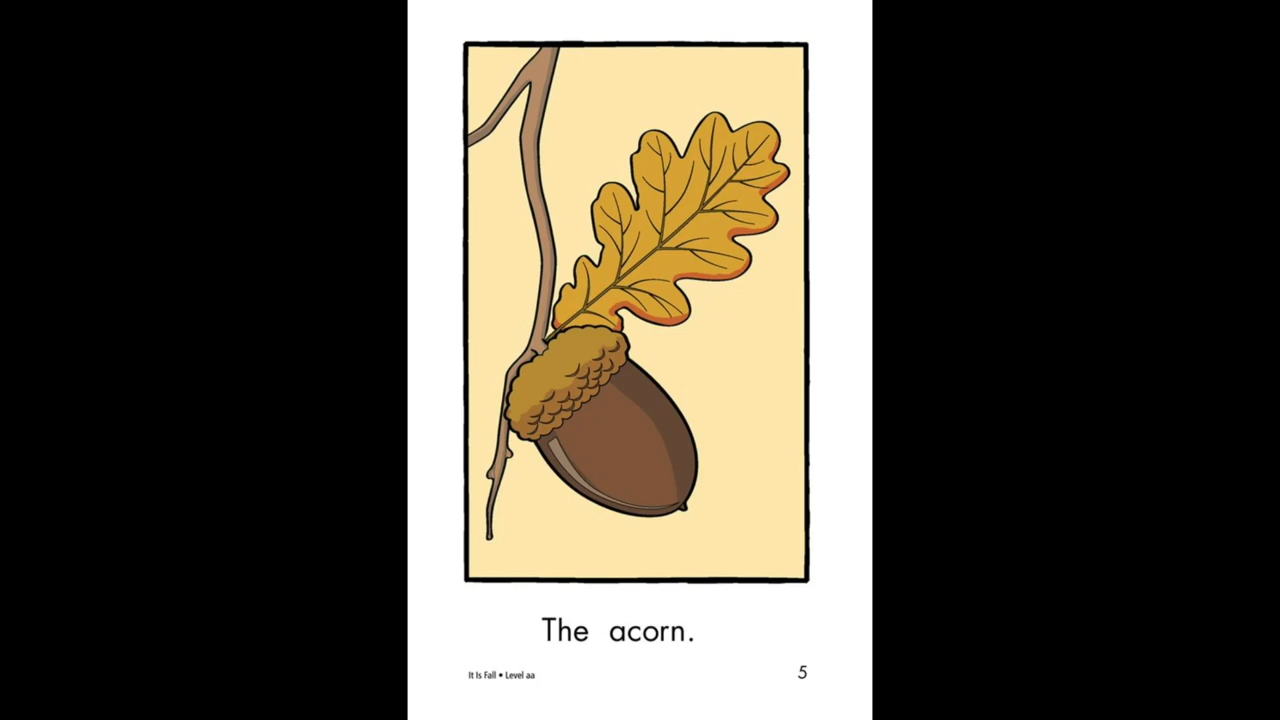 The acorn.
It Is Fall • Level aa
5